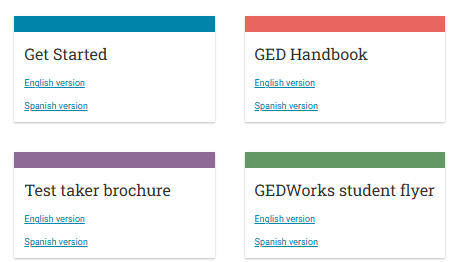 Get Started
English version
Spanish version
GED Handbook
English version
Spanish version
Test taker brochure
English version
Spanish version
GEDWorks student flyer
English version
Spanish version